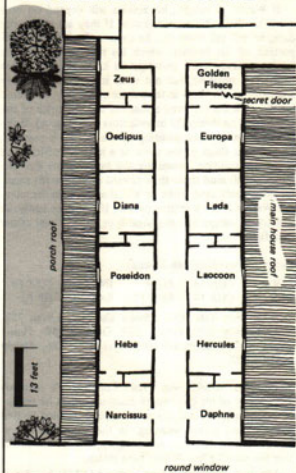 Zeus
Golden
Fleece
secret door
Oedipus
Europa
Diana
Leda
porch roof
main house roof
Poseidon
Laocoon
Hebe
Hercules
13 feet
Narcissus
Daphne
round window